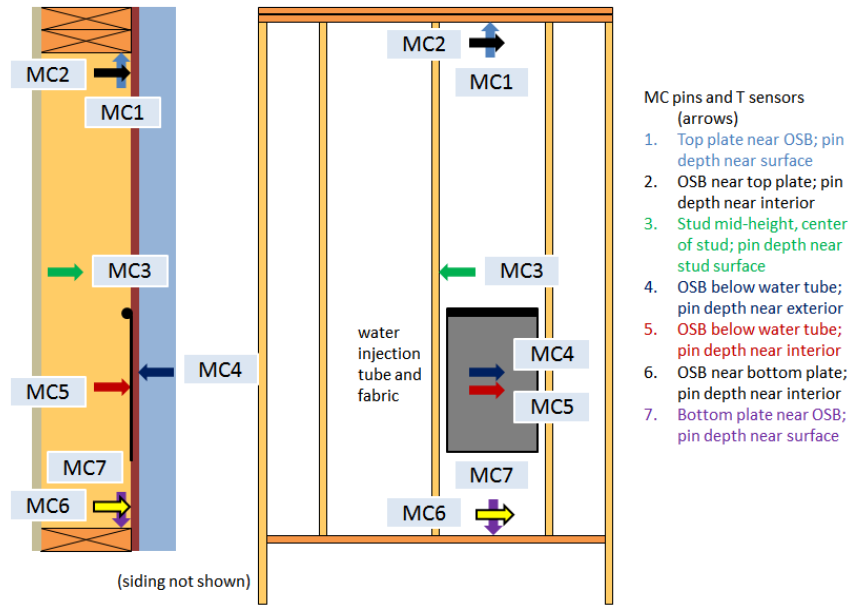 MC2
MC1
MC3
MC4
MC5
MC7
MC6
(siding not shown)
MC2
MC1
MC3
water
injection
tube and
fabric
MC4
MC5
MC7
MC6
MC pins and T sensors
(arrows)
1. Top plate near OSB; pin
depth near surface
2. OSB near top plate; pin
depth near interior
3. Stud mid-height, center
of stud; pin depth near
stud surface
4. OSB below water tube;
pin depth near exterior
5. OSB below water tube;
pin depth near interior
6. OSB near bottom plate;
pin depth near interior
7. Bottom plate near OSB;
pin depth near surface